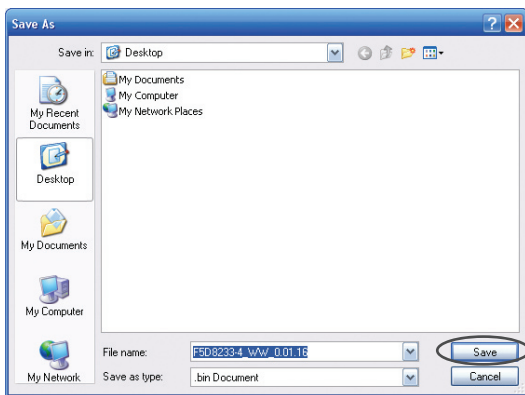 Save As
Save in:
Desktop
My Documents
My Computer
My Network Places
My Recent
Documents
Desktop
My Documents
My Computer
My Network
File name:
F5D8233-4_WW_0.01.16
Save
Save as type:
.bin Document
Cancel